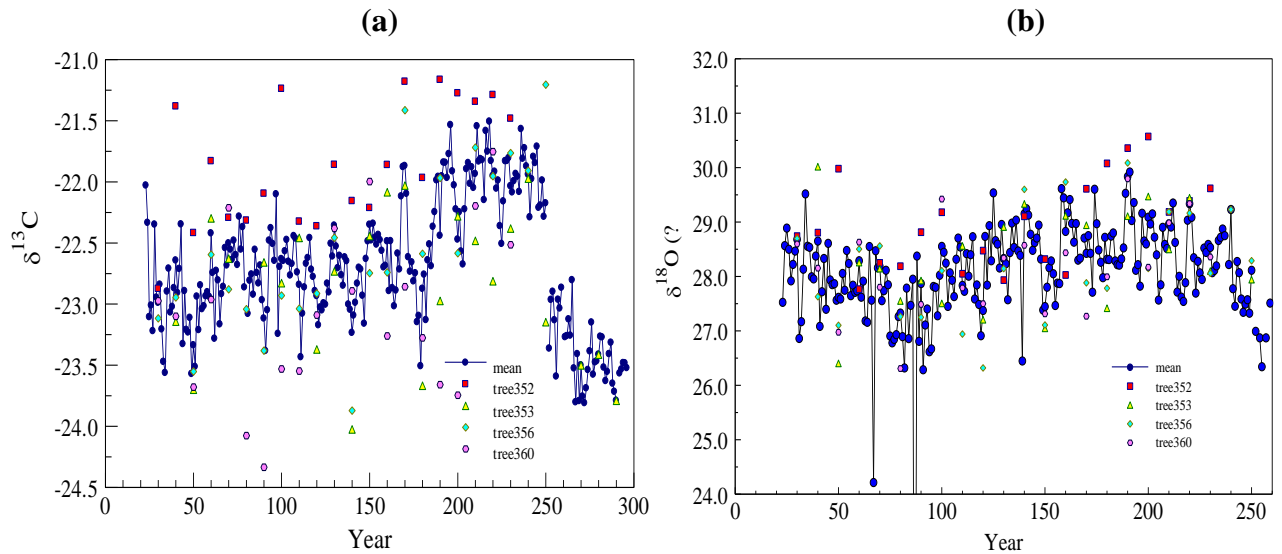 (a)
(b)
-21.0
-21.5
-22.0
-22.5
-23.0
-23.5
-24.0
-24.5
δ¹³C
0
50
100
150
200
250
300
Year
mean
tree352
tree353
tree356
tree360
32.0
31.0
30.0
29.0
28.0
27.0
26.0
25.0
24.0
δ¹⁸O (?
0
50
100
150
200
250
Year
mean
tree352
tree353
tree356
tree360